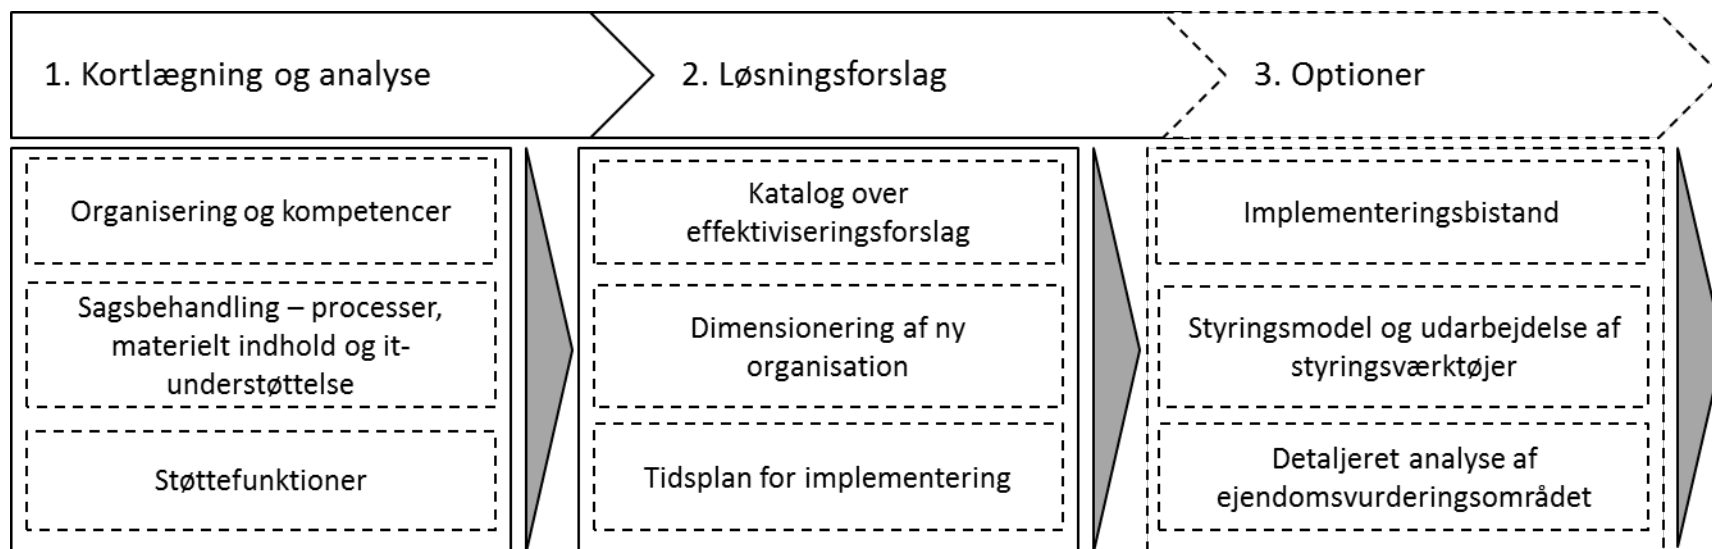 1. Kortlægning og analyse
2. Løsningsforslag
3. Optioner
Organisering og kompetencer
Sagsbehandling – processer,
materielt indhold og it-
understøttelse
Støttefunktioner
Katalog over
effektiviseringsforslag
Dimensionering af ny
organisation
Tidsplan for implementering
Implementeringsbistand
Styringsmodel og udarbejdelse af
styringsværktøjer
Detaljeret analyse af
ejendomsvurderingsområdet